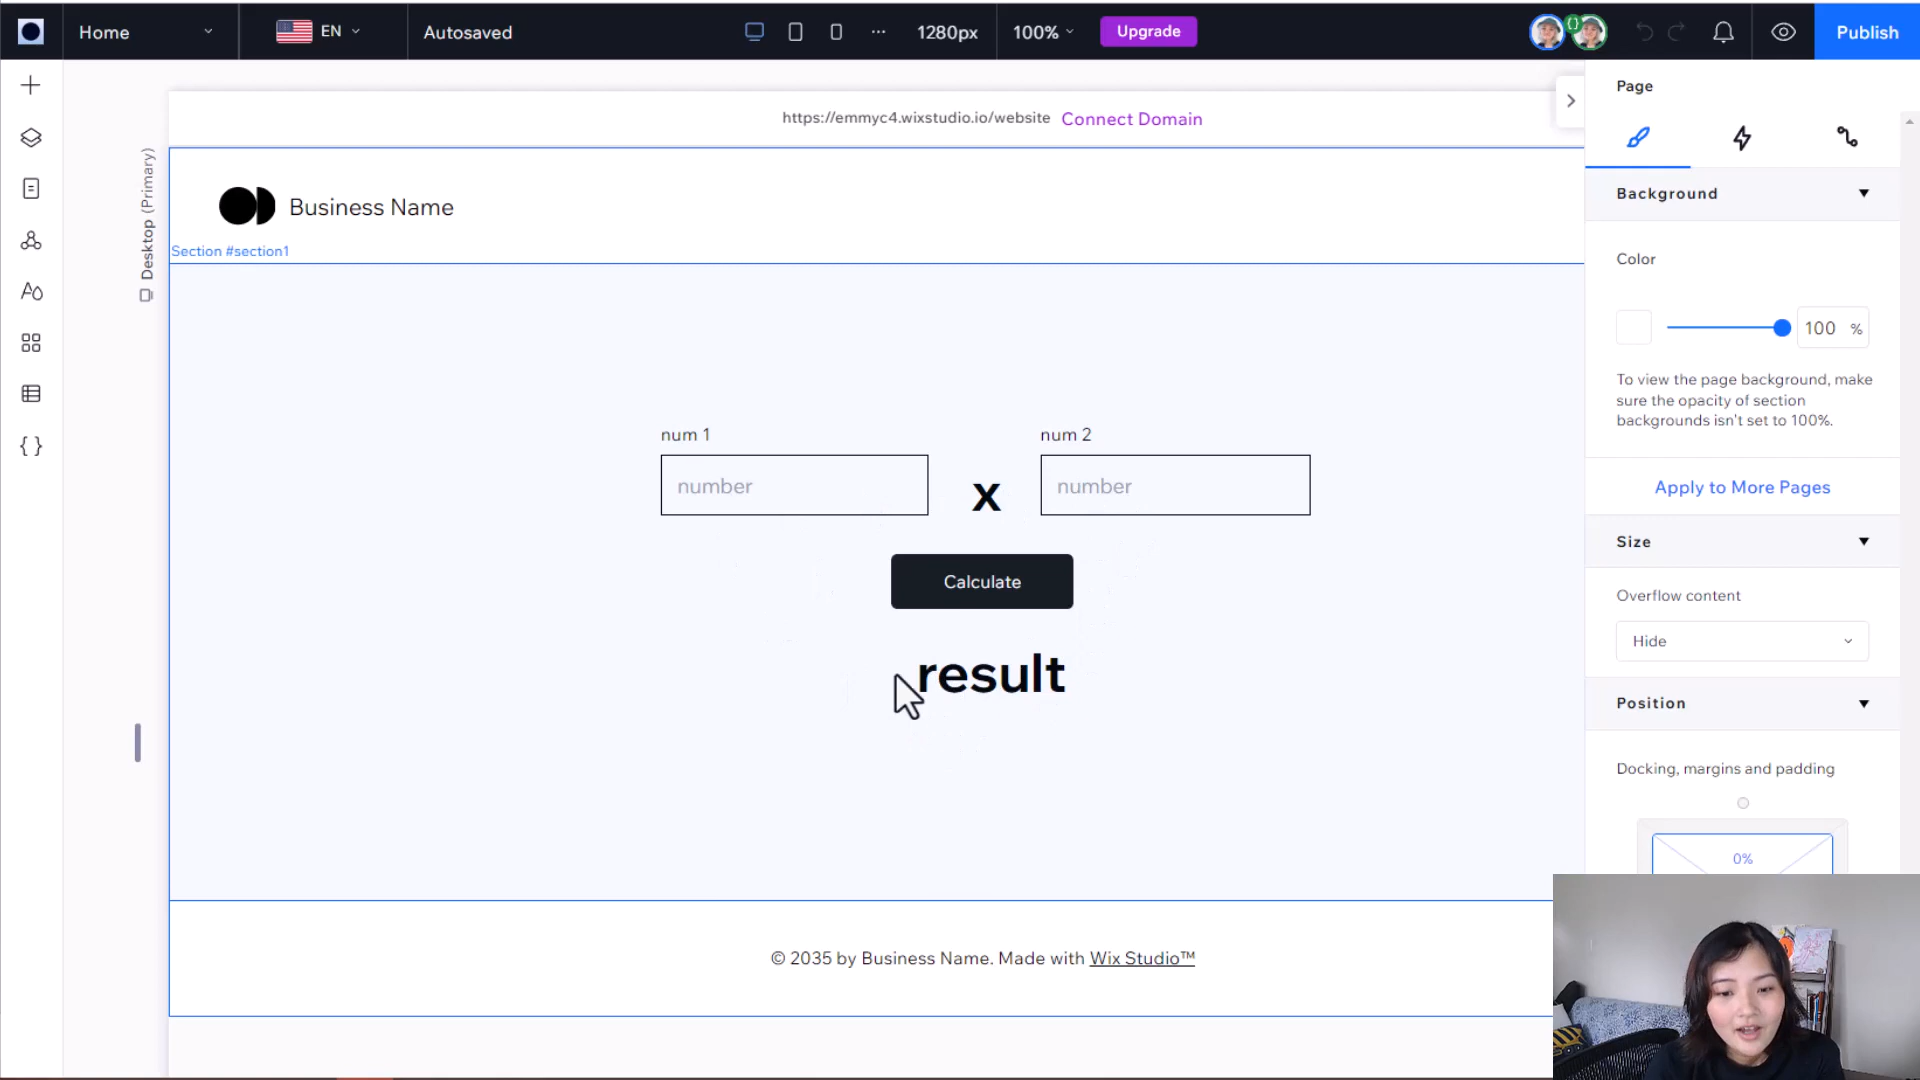 Home
EN
Autosaved
1280px
100%
Upgrade
Publish
https://emmyc4.wixstudio.io/website Connect Domain
Desktop (Primary)
Business Name
Section #section1
num 1
num 2
number
x
number
Calculate
result
© 2035 by Business Name. Made with Wix Studio™
Page
Background
Color
100 %
To view the page background, make
sure the opacity of section
backgrounds isn't set to 100%.
Apply to More Pages
Size
Overflow content
Hide
Position
Docking, margins and padding
0%